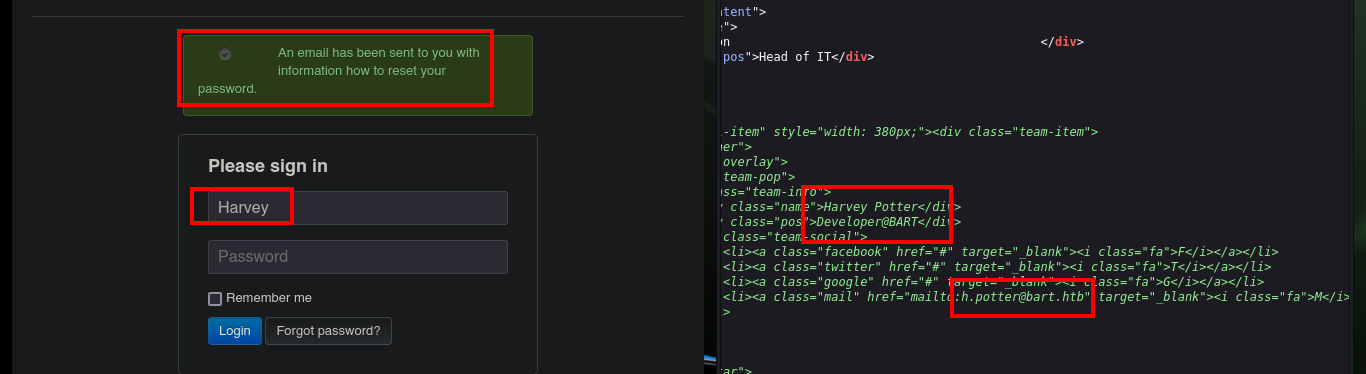 An email has been sent to you with
information how to reset your
password.
Please sign in
Harvey
Password
Remember me
Login Forgot password?
ntent">
e">
on </div>
pos">Head of IT</div>
-item" style="width: 380px;"><div class="team-item">
ner">
overlay">
team-pop">
ass="team-info">
class="name">Harvey Potter</div>
class="pos">Developer@BART</div>
class="team-social">
<li><a class="facebook" href="#" target="_blank"><i class="fa">F</i></a></li>
<li><a class="twitter" href="#" target="_blank"><i class="fa">T</i></a></li>
<li><a class="google" href="#" target="_blank"><i class="fa">G</i></a></li>
<li><a class="mail" href="mailto:h.potter@bart.htb" target="_blank"><i class="fa">M</i>
>
ar">